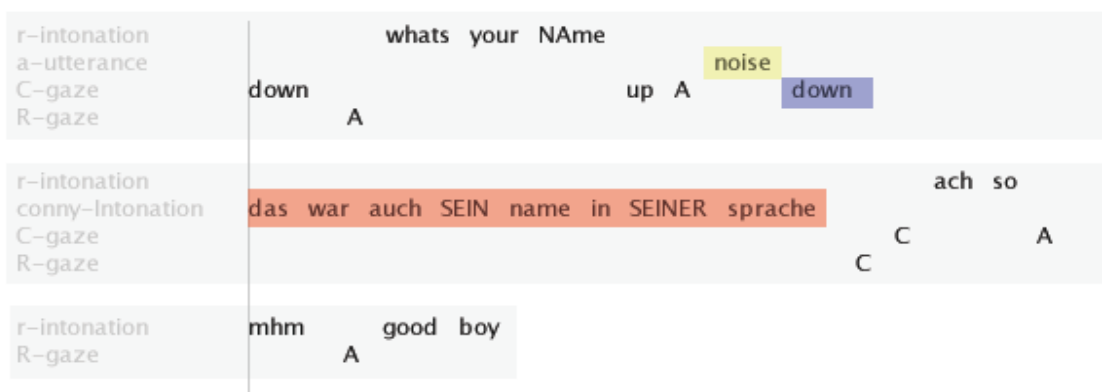 r-intonation whats your NAme
a-utterance noise
C-gaze down up A down
R-gaze A
r-intonation ach so
conny-Intonation das war auch SEIN name in SEINER sprache
C-gaze C A
R-gaze C
r-intonation mhm good boy
R-gaze A